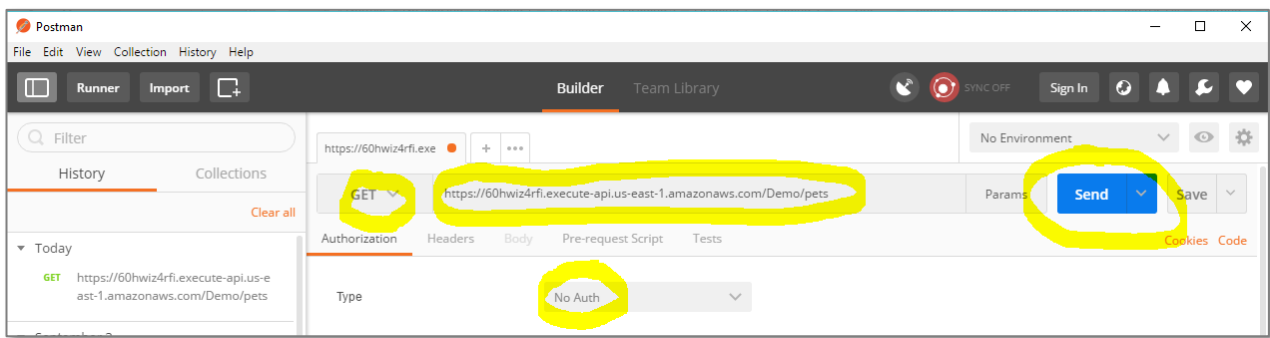 Postman
File Edit View Collection History Help
Runner Import Builder Team Library SYNC OFF Sign In
Filter
https://60hwiz4rfi.exe + ••• No Environment
History Collections
GET https://60hwiz4rfi.execute-api.us-east-1.amazonaws.com/Demo/pets Params Send Save
Clear all
Authorization Headers Body Pre-request Script Tests Cookies Code
Today
GET https://60hwiz4rfi.execute-api.us-e
ast-1.amazonaws.com/Demo/pets
Type No Auth